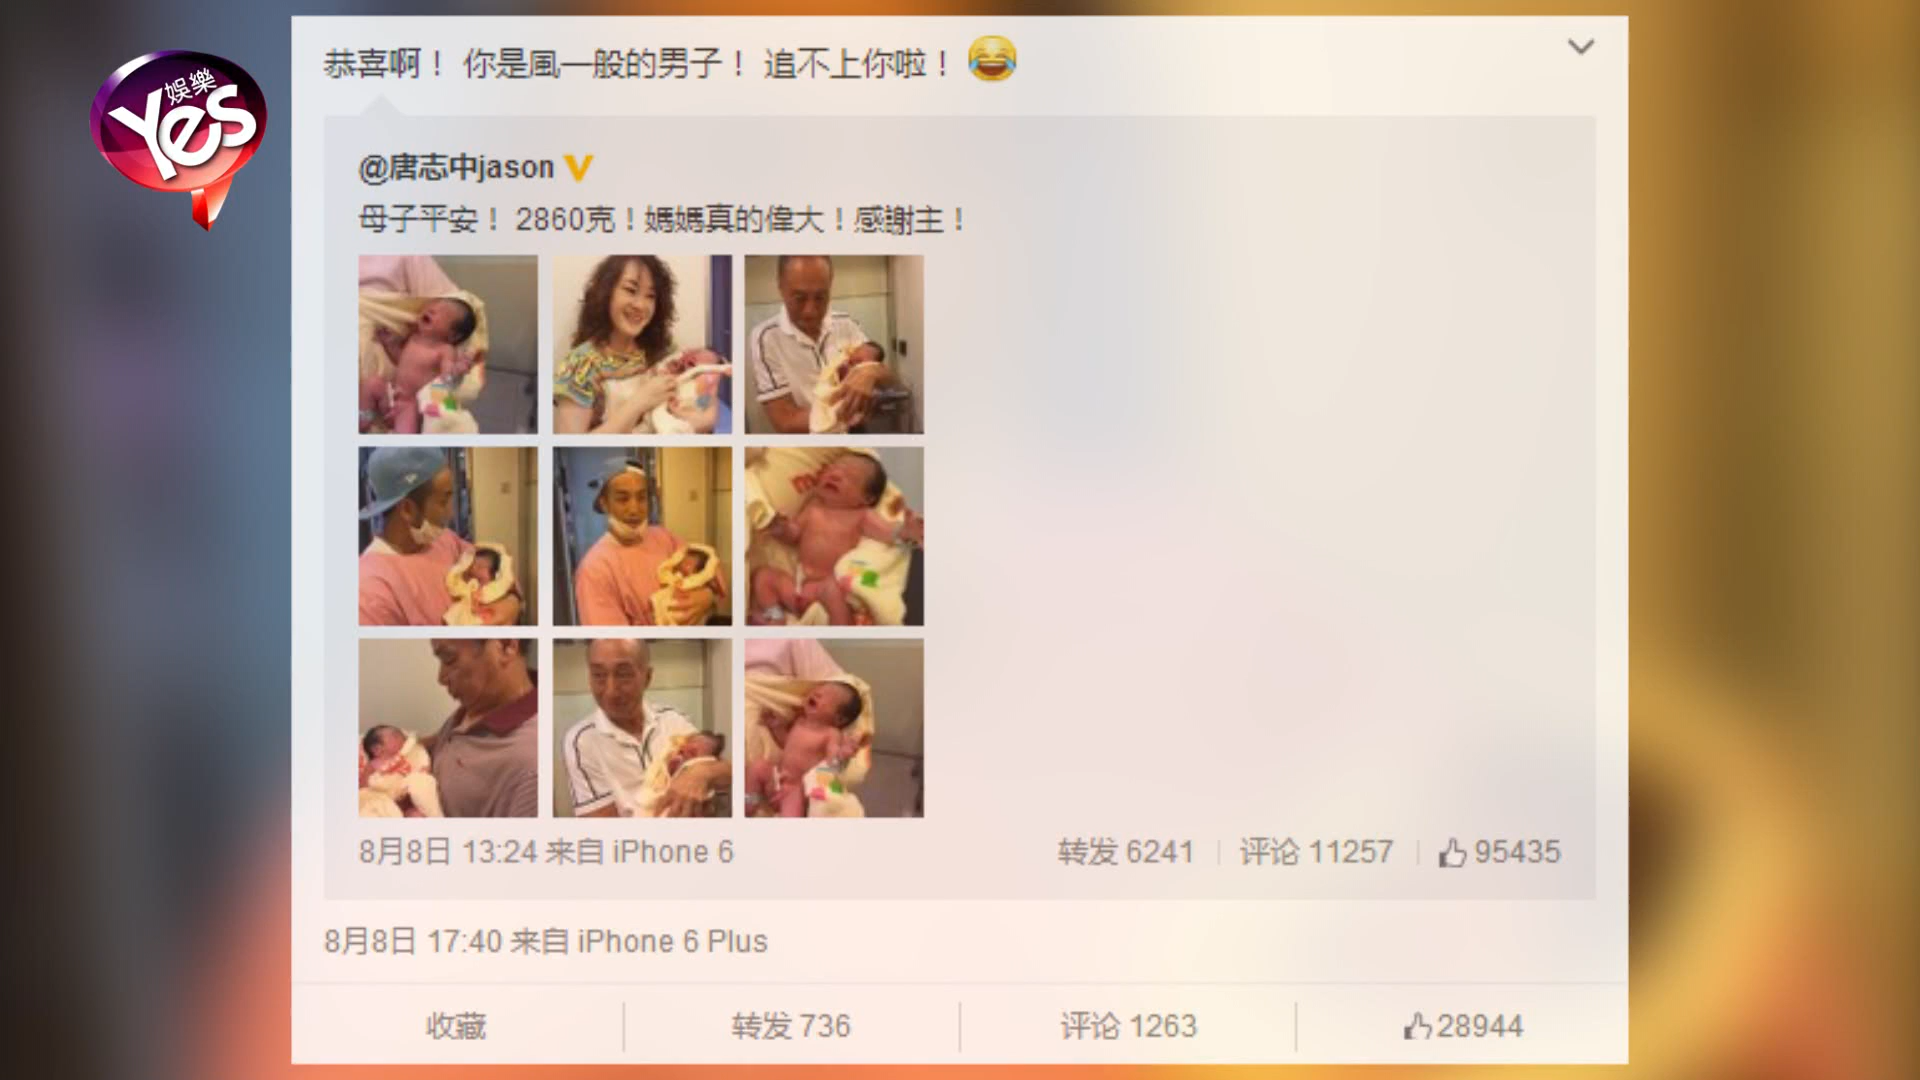 娛樂
Yes
恭喜啊！ 你是風一般的男子！ 追不上你啦！
@唐志中jason
母子平安！ 2860克！媽媽真的偉大！感謝主！
8月8日 13:24 来自 iPhone 6
转发 6241 评论 11257 95435
8月8日 17:40 来自 iPhone 6 Plus
收藏 转发 736 评论 1263 28944